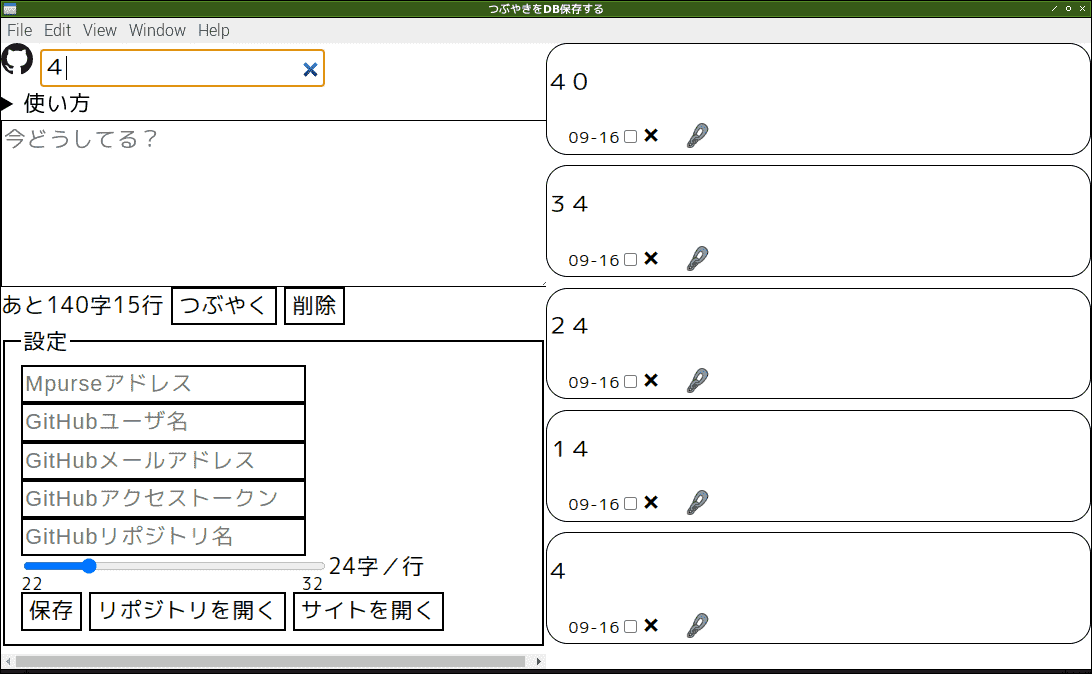 つぶやきをDB保存する
File Edit View Window Help
４
使い方
今どうしてる？
あと140字15行 つぶやく 削除
設定
Mpurseアドレス
GitHubユーザ名
GitHubメールアドレス
GitHubアクセストークン
GitHubリポジトリ名
24字／行
22 32
保存 リポジトリを開く サイトを開く
４０
09-16
３４
09-16
２４
09-16
１４
09-16
４
09-16